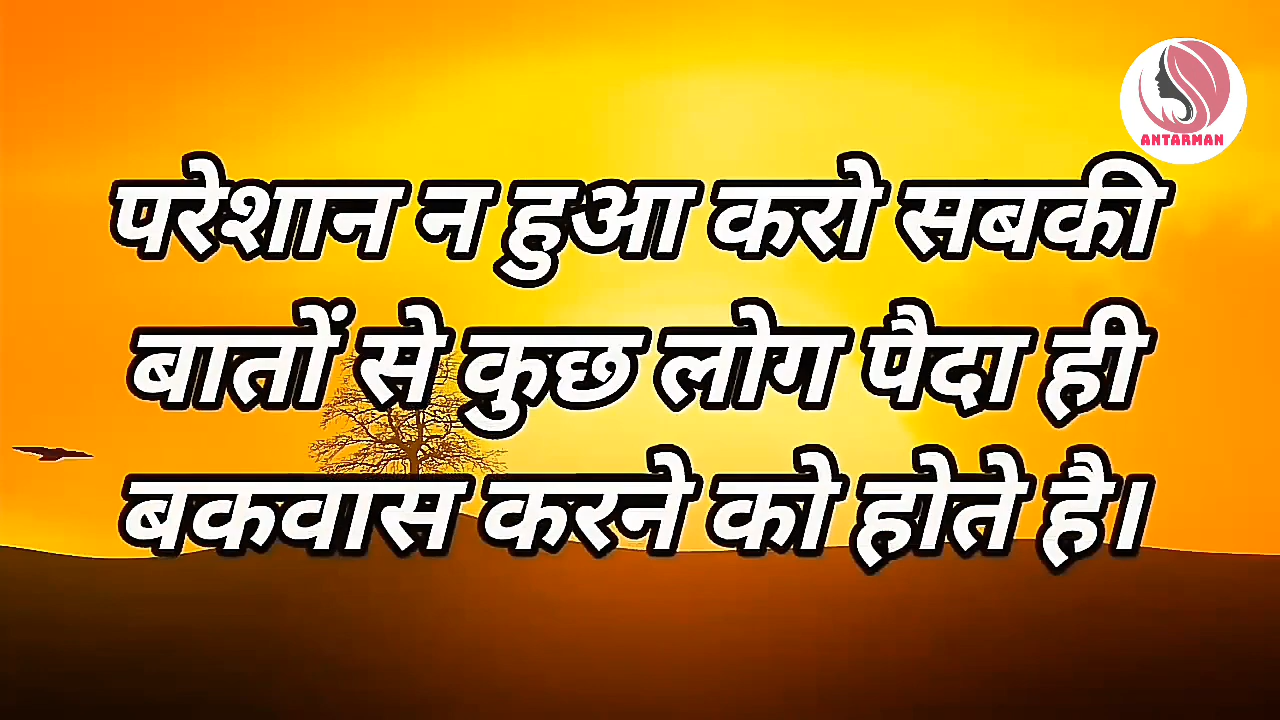 ANTARMAN
परेशान न हुआ करो सबकी
बातों से कुछ लोग पैदा ही
बकवास करने को होते है।